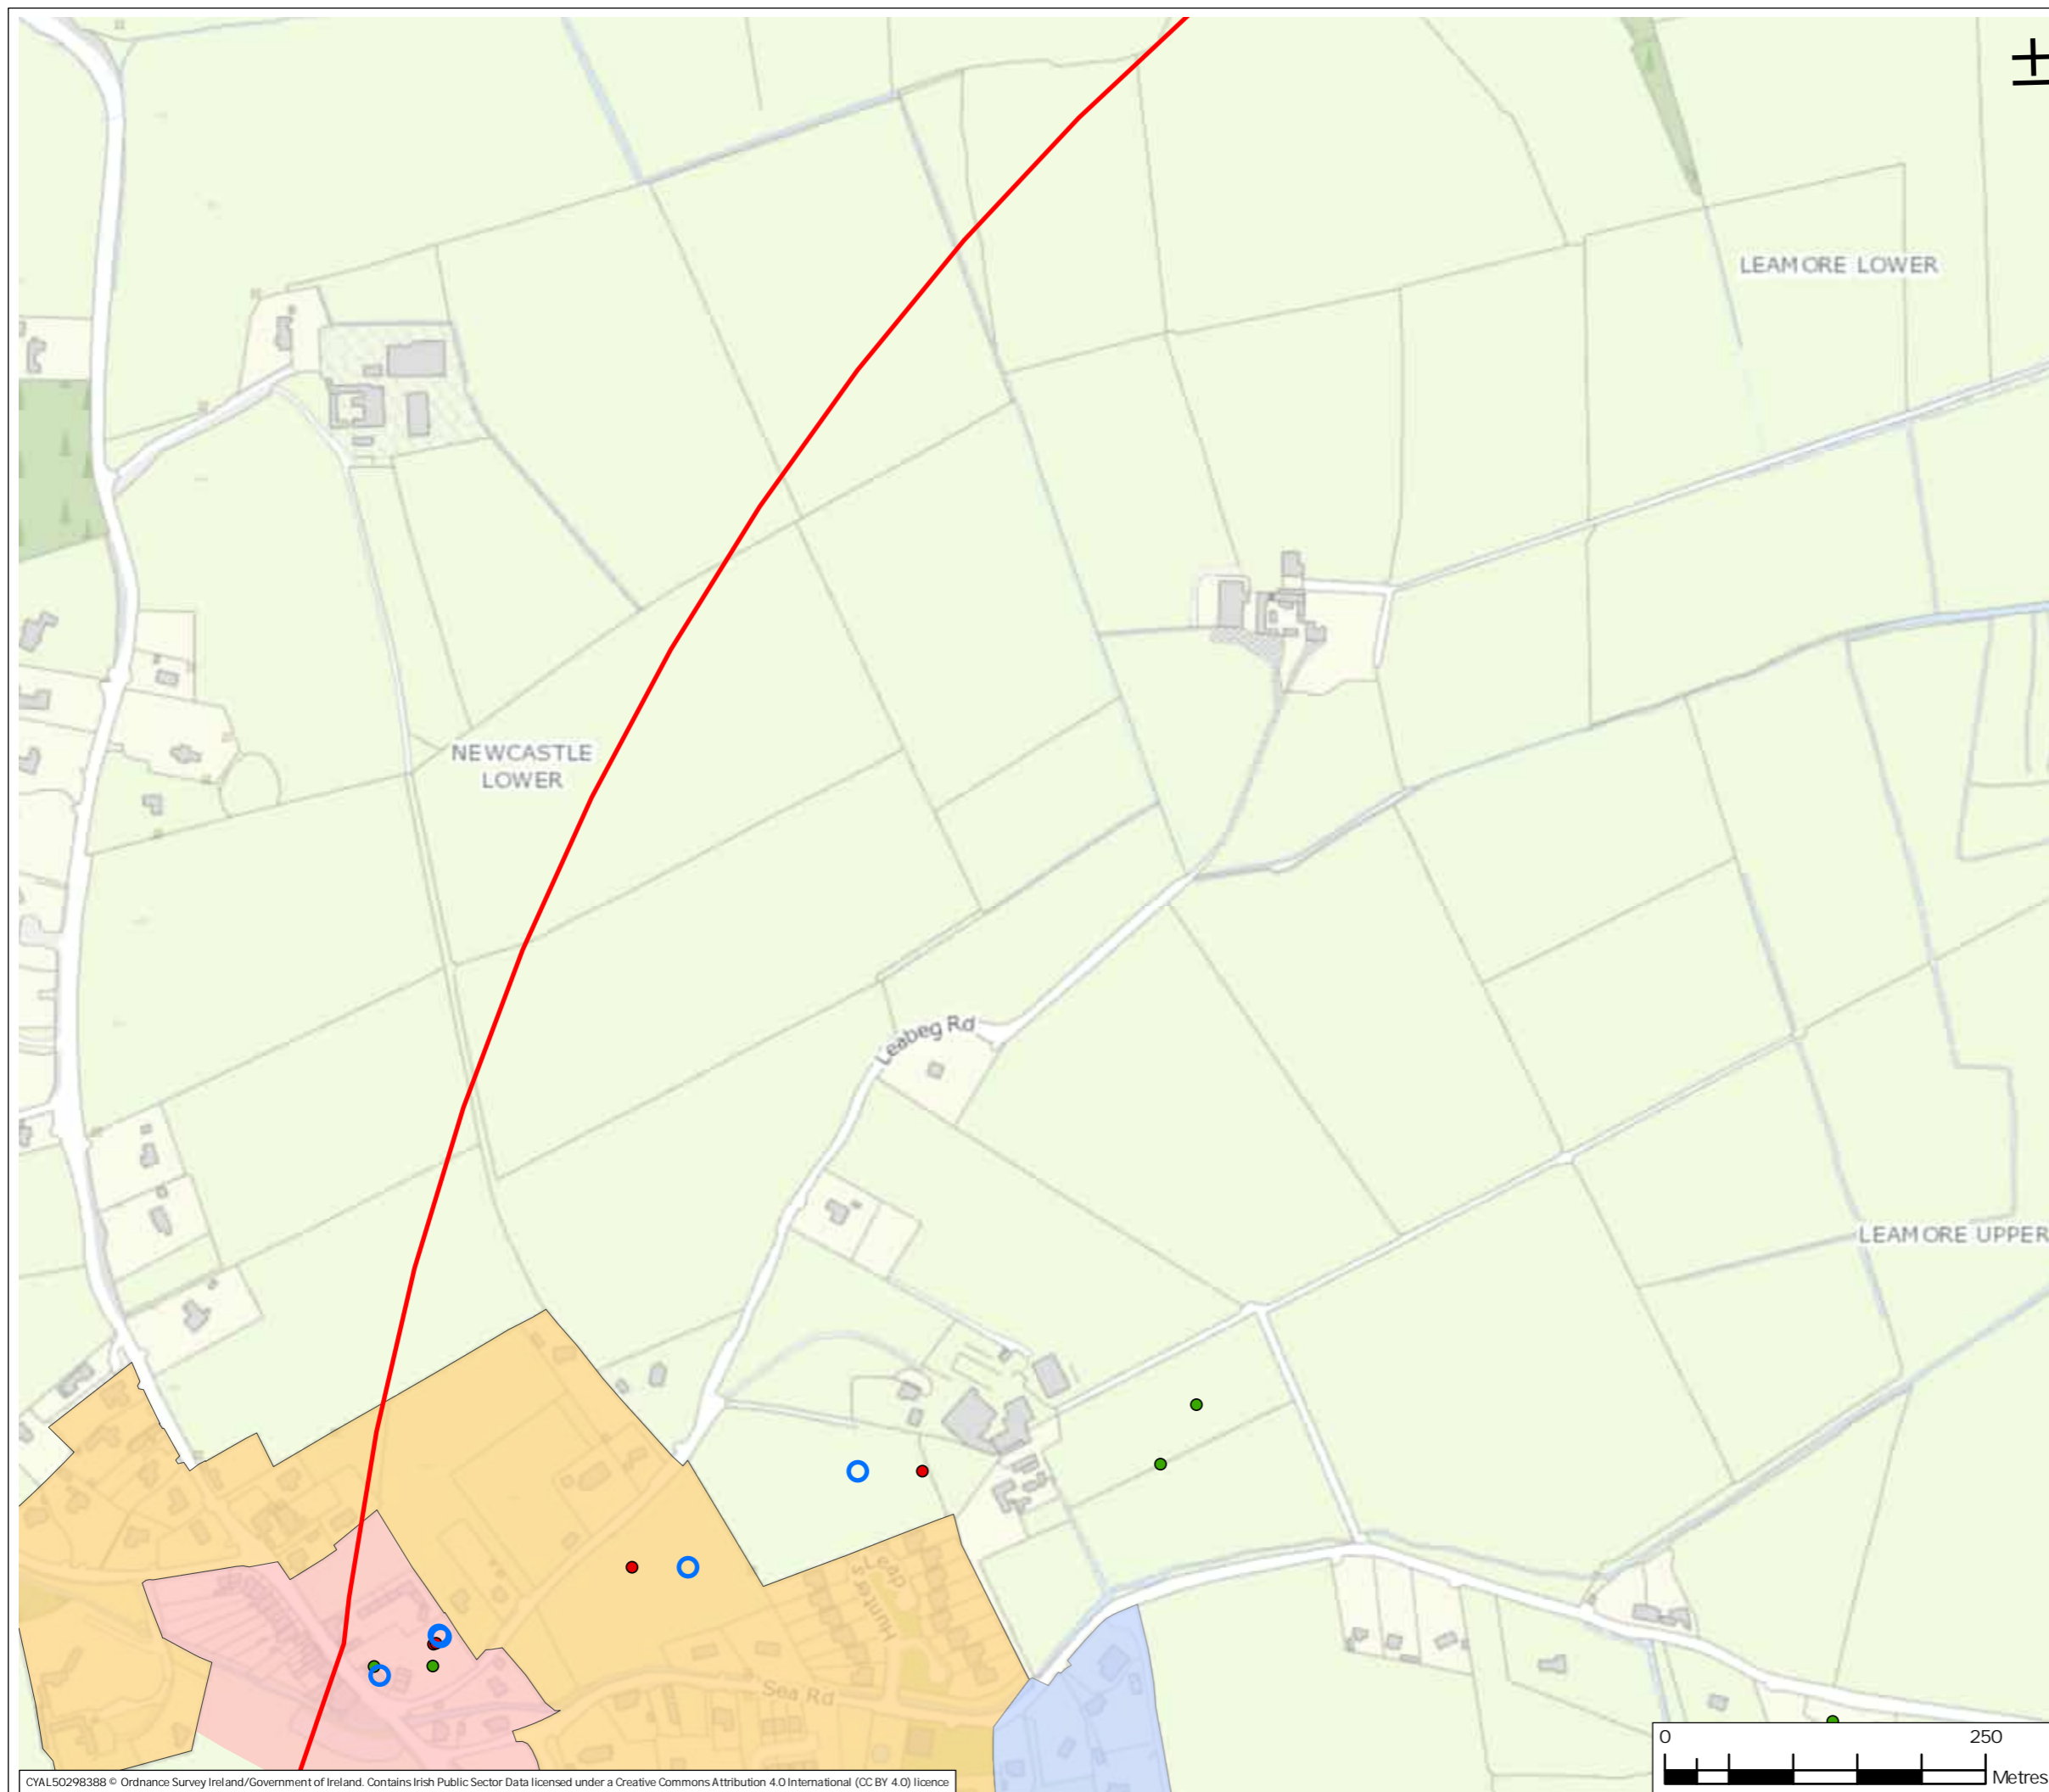 LEAMORE LOWER
NEWCASTLE
LOWER
Leabeg Rd
LEAMORE UPPER
Hunters
Leap
Sea Rd
0 250
Metres
CYAL50298388 © Ordnance Survey Ireland/Government of Ireland. Contains Irish Public Sector Data licensed under a Creative Commons Attribution 4.0 International (CC BY 4.0) licence